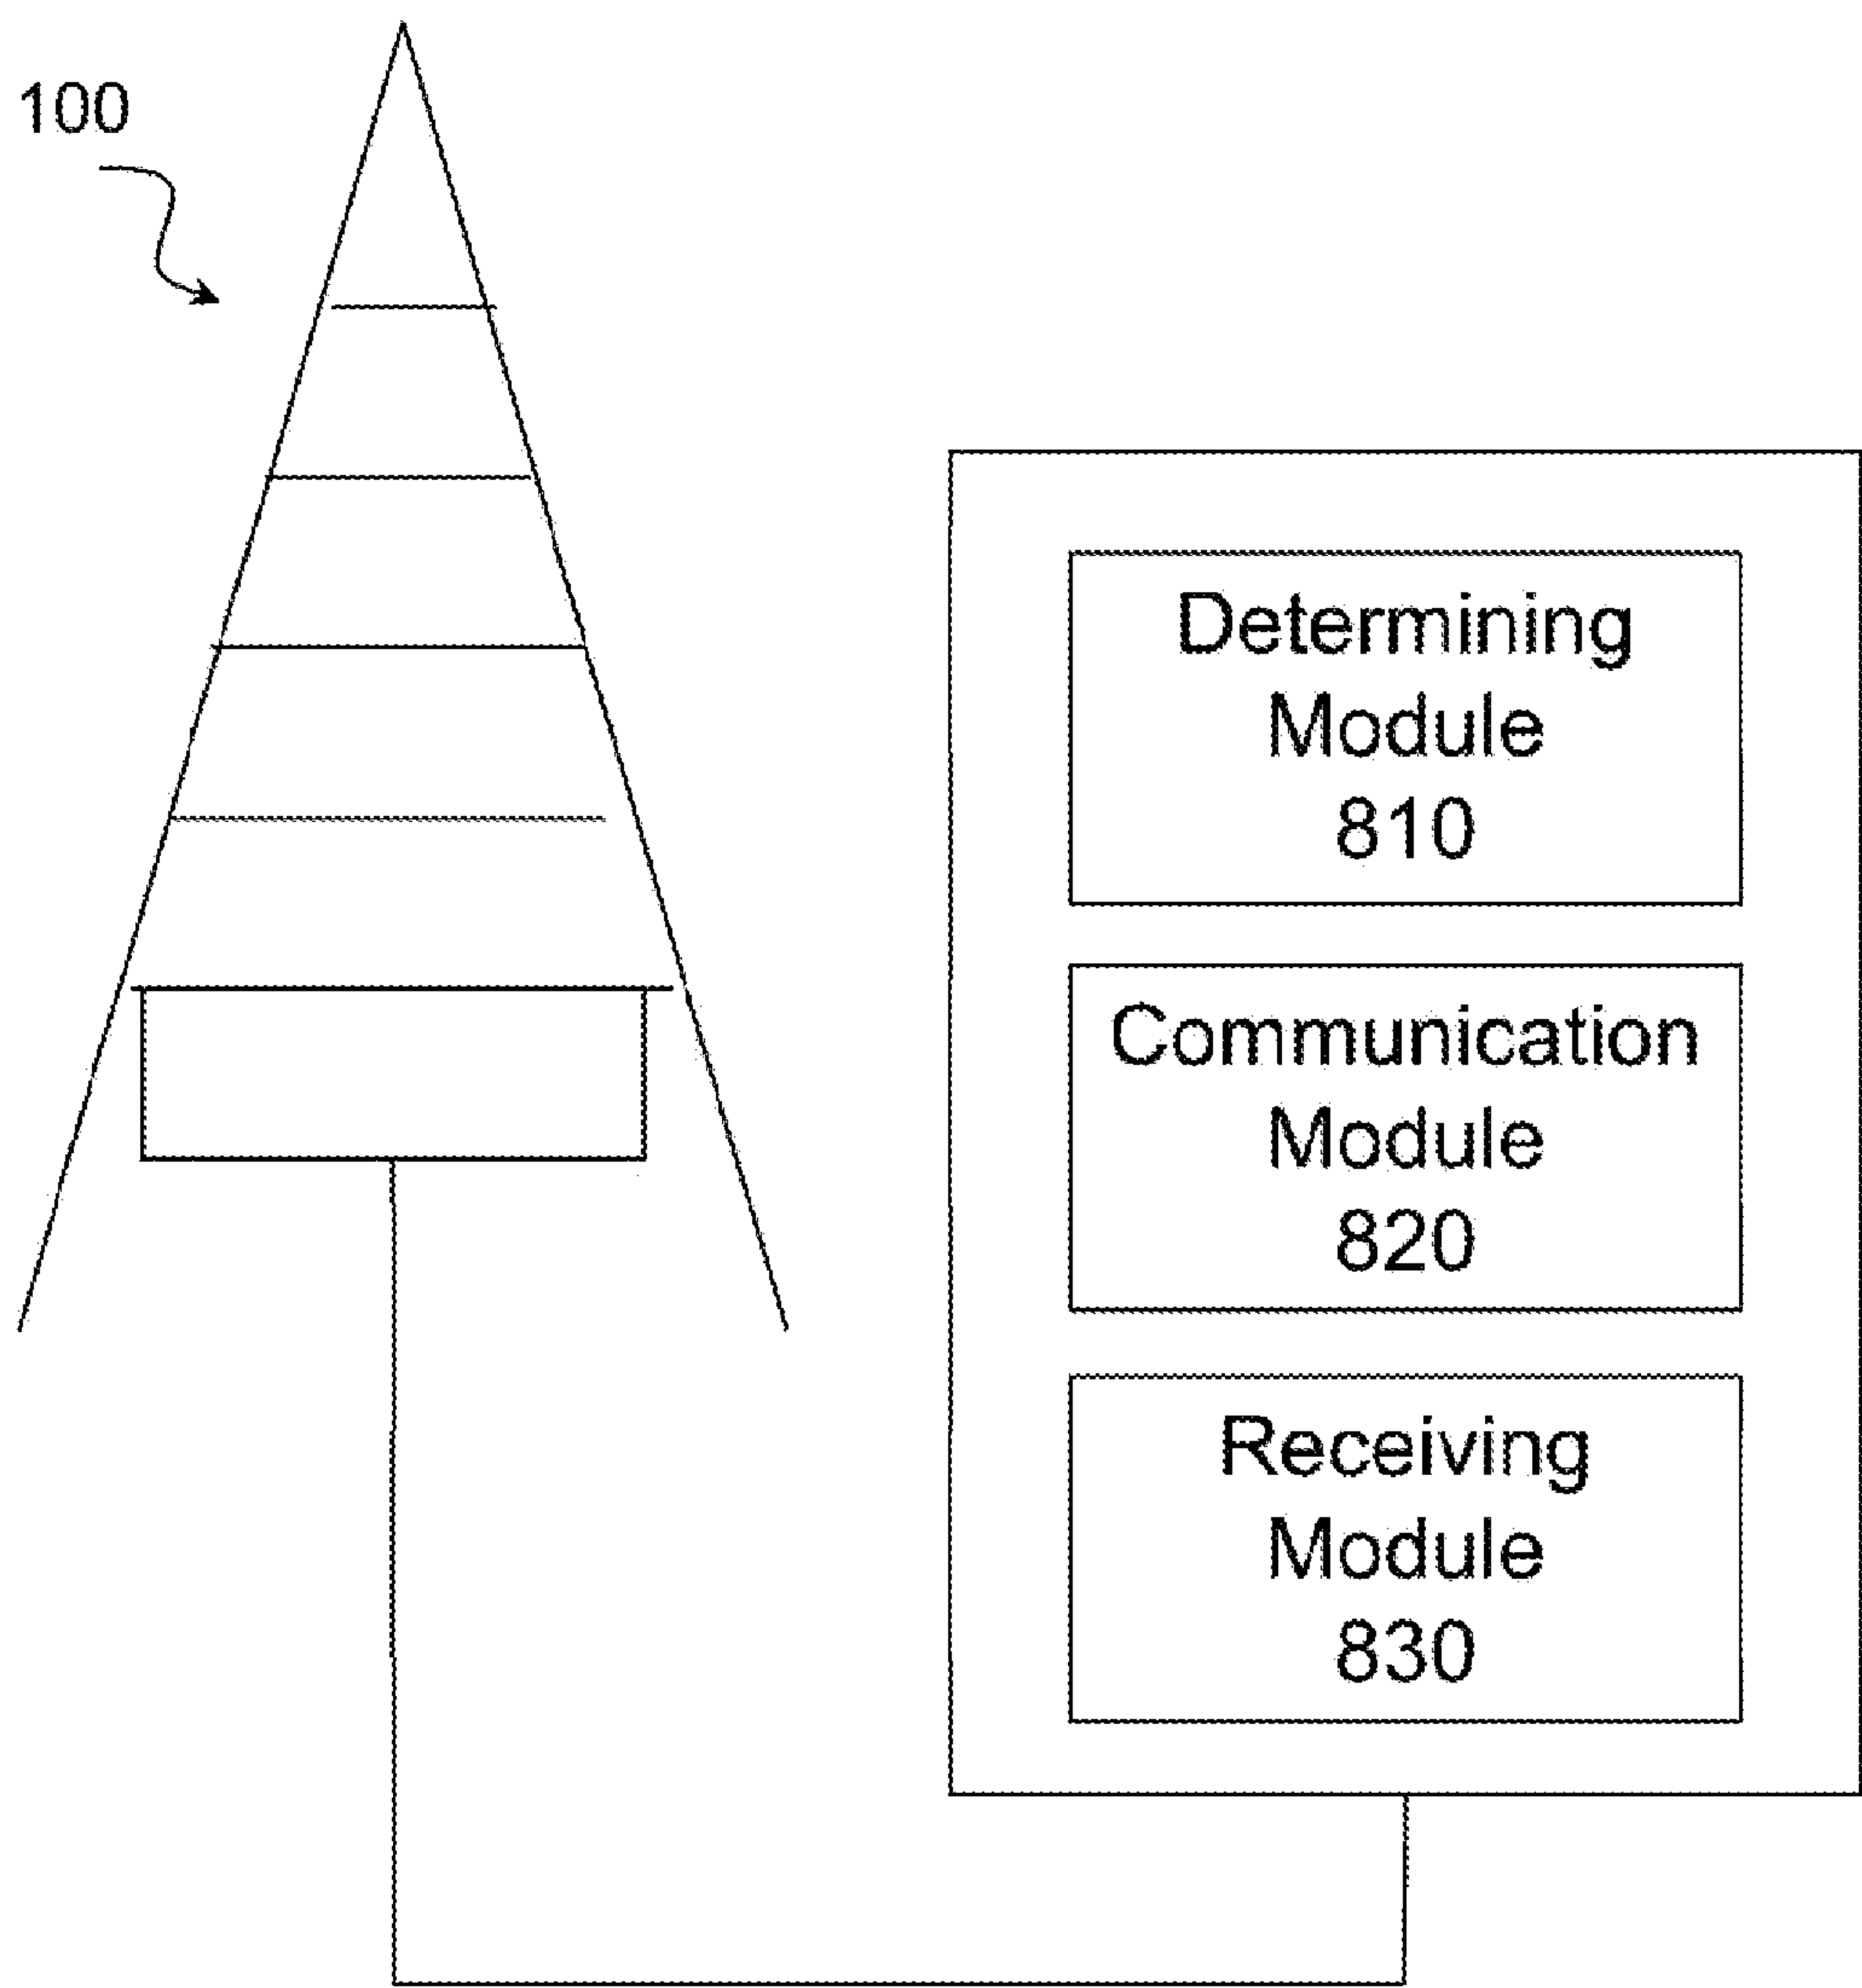 100
Determining
Module
810
Communication
Module
820
Receiving
Module
830